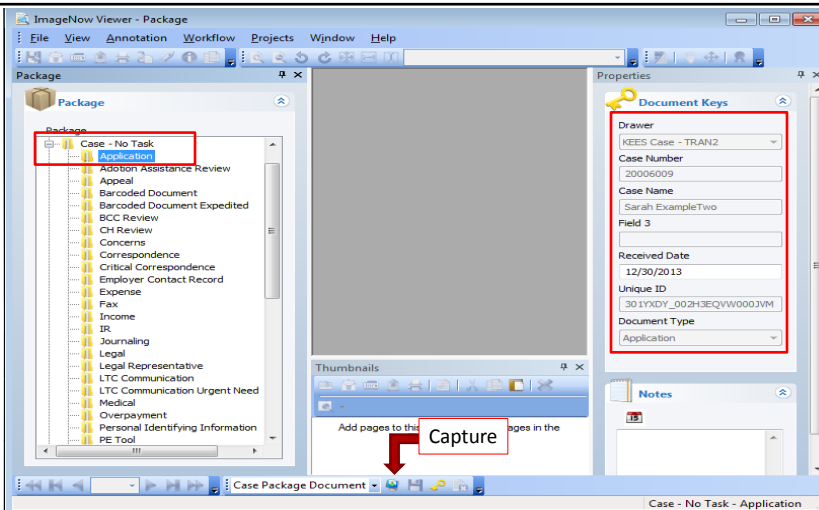 ImageNow Viewer - Package
File View Annotation Workflow Projects Window Help
Package
Package
Package
Case - No Task
Application
Adotion Assistance Review
Appeal
Barcoded Document
Barcoded Document Expedited
BCC Review
CH Review
Concerns
Correspondence
Critical Correspondence
Employer Contact Record
Expense
Fax
Income
IR
Journaling
Legal
Legal Representative
LTC Communication
LTC Communication Urgent Need
Medical
Overpayment
Personal Identifying Information
PE Tool
Thumbnails
Add pages to this
ages in the
Capture
Properties
Document Keys
Drawer
KEES Case - TRAN2
Case Number
20006009
Case Name
Sarah ExampleTwo
Field 3
Received Date
12/30/2013
Unique ID
301YXDY_002H3EQVW000JVM
Document Type
Application
Notes
15
Case Package Document
Case - No Task - Application